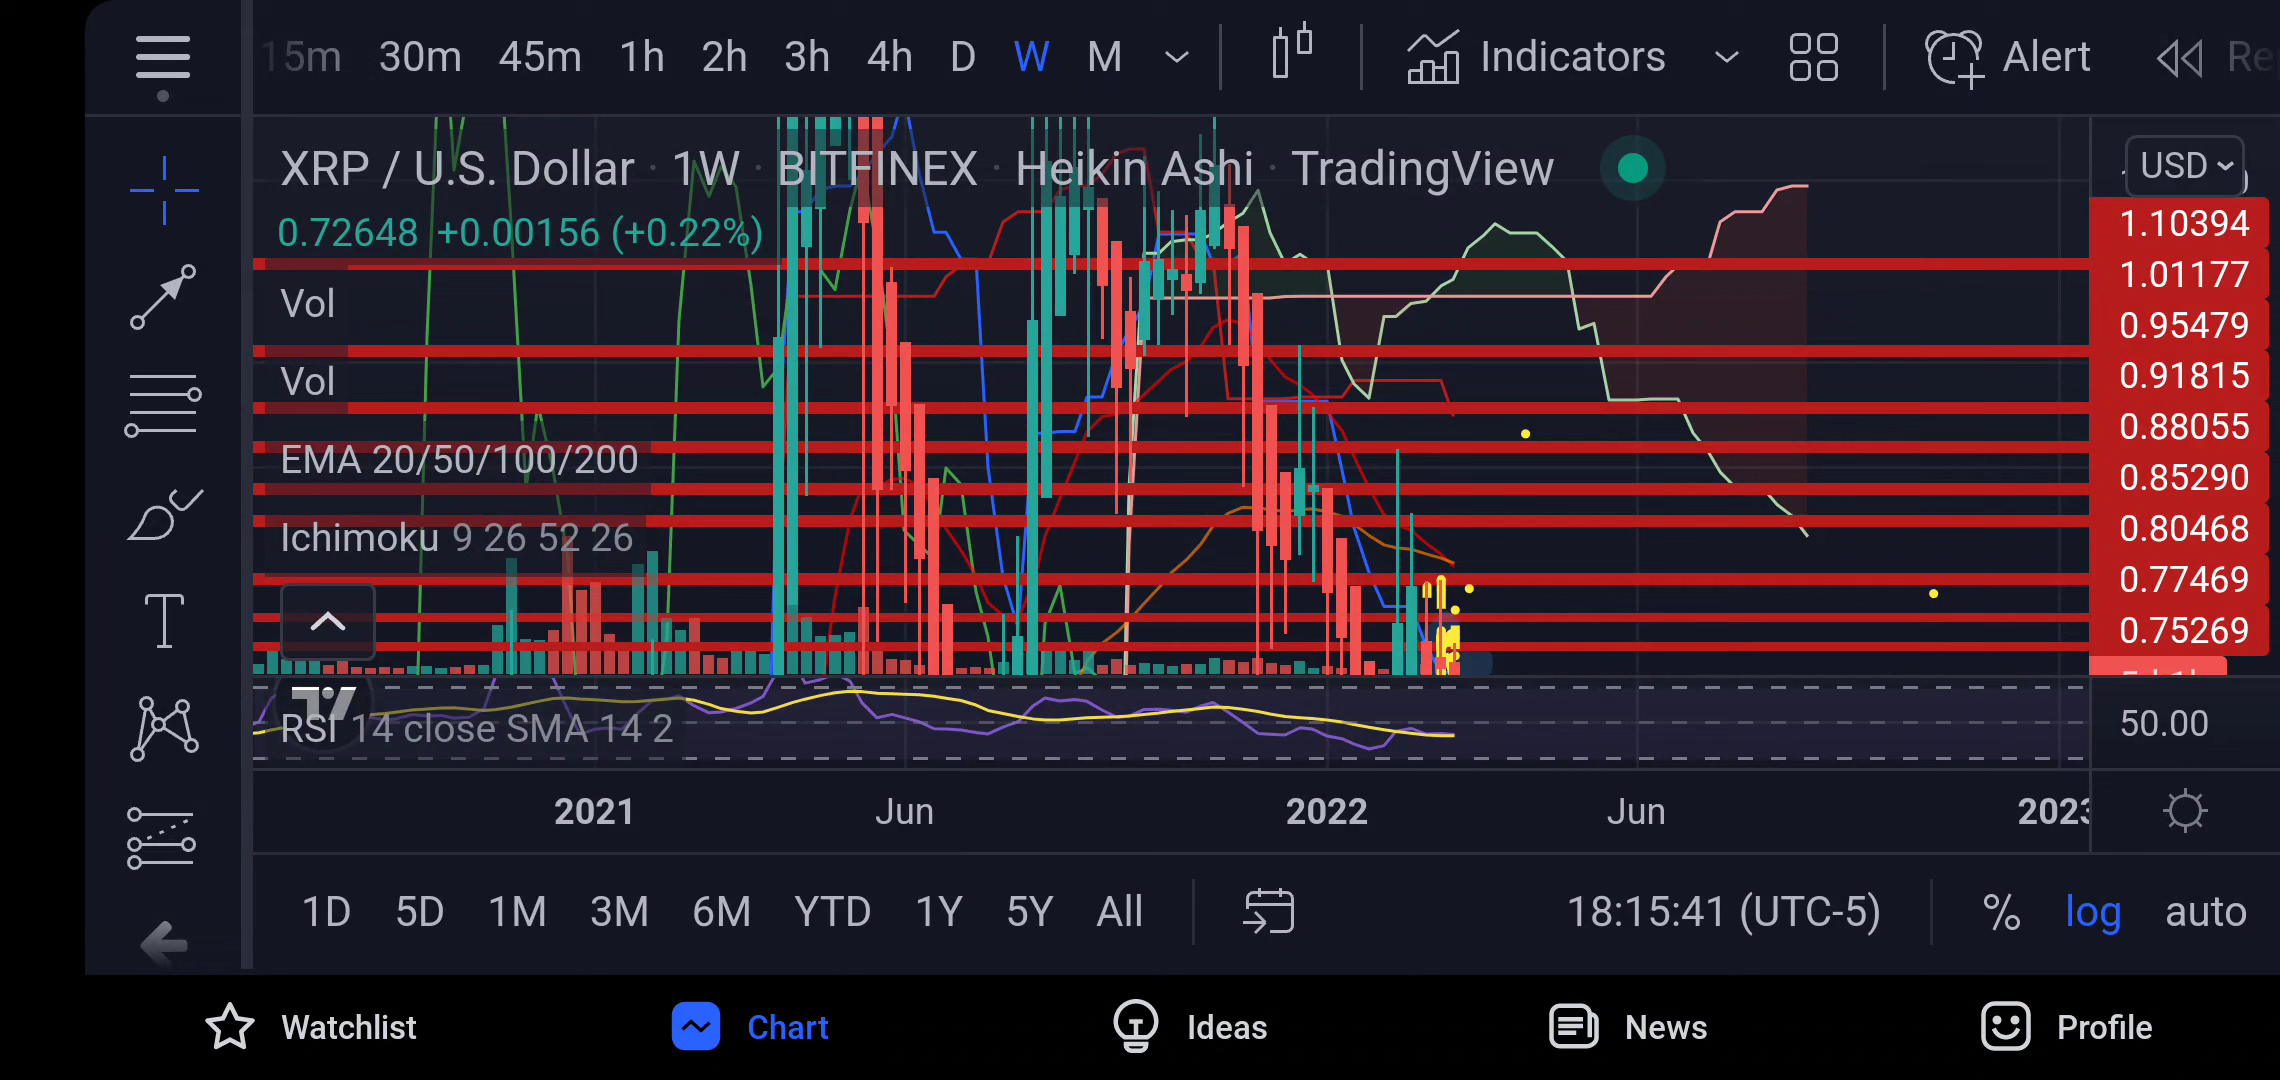 15m 30m 45m 1h 2h 3h 4h D W M Indicators Alert
XRP / U.S. Dollar · 1W · BITFINEX · Heikin Ashi · TradingView
USD
0.72648 +0.00156 (+0.22%)
1.10394
1.01177
Vol
0.95479
Vol
0.91815
0.88055
EMA 20/50/100/200
0.85290
Ichimoku 9 26 52 26
0.80468
0.77469
0.75269
RSI 14 close SMA 14 2
50.00
2021 Jun 2022 Jun 2023
1D 5D 1M 3M 6M YTD 1Y 5Y All 18:15:41 (UTC-5) % log auto
Watchlist Chart Ideas News Profile